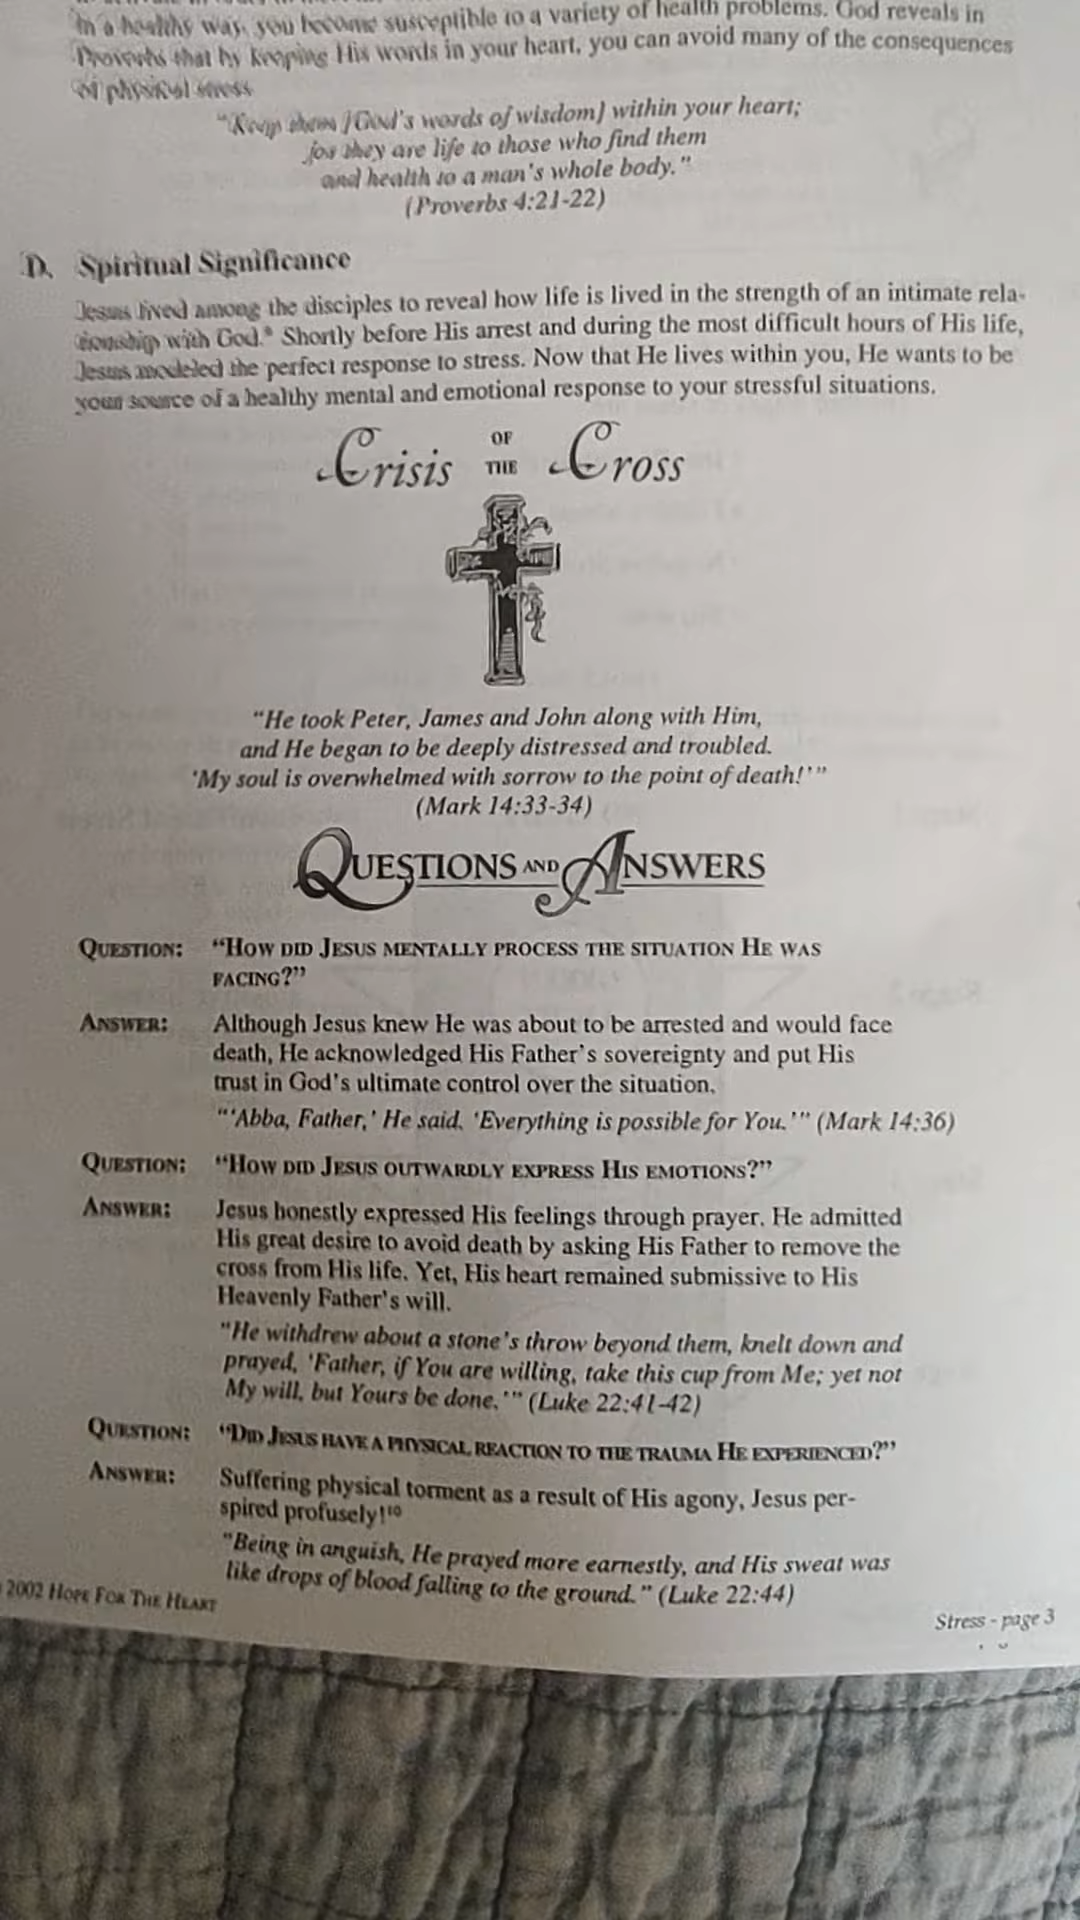 in a healthy way, you become susceptible to a variety of health problems. God reveals in
Proverbs that by keeping His words in your heart, you can avoid many of the consequences
of physical stress
"Keep them [God's words of wisdom] within your heart;
for they are life to those who find them
and health to a man's whole body."
(Proverbs 4:21-22)
D. Spiritual Significance
Jesus lived among the disciples to reveal how life is lived in the strength of an intimate rela-
tionship with God. Shortly before His arrest and during the most difficult hours of His life,
Jesus modeled the perfect response to stress. Now that He lives within you, He wants to be
your source of a healthy mental and emotional response to your stressful situations.
Crisis OF THE Cross
"He took Peter, James and John along with Him,
and He began to be deeply distressed and troubled.
'My soul is overwhelmed with sorrow to the point of death!'"
(Mark 14:33-34)
QUESTIONS AND ANSWERS
QUESTION: "HOW DID JESUS MENTALLY PROCESS THE SITUATION HE WAS
FACING?"
ANSWER: Although Jesus knew He was about to be arrested and would face
death, He acknowledged His Father's sovereignty and put His
trust in God's ultimate control over the situation.
"'Abba, Father,' He said, 'Everything is possible for You.'" (Mark 14:36)
QUESTION: "HOW DID JESUS OUTWARDLY EXPRESS HIS EMOTIONS?"
ANSWER: Jesus honestly expressed His feelings through prayer. He admitted
His great desire to avoid death by asking His Father to remove the
cross from His life. Yet, His heart remained submissive to His
Heavenly Father's will.
"He withdrew about a stone's throw beyond them, knelt down and
prayed, 'Father, if You are willing, take this cup from Me; yet not
My will, but Yours be done.'" (Luke 22:41-42)
QUESTION: "DID JESUS HAVE A PHYSICAL REACTION TO THE TRAUMA HE EXPERIENCED?"
ANSWER: Suffering physical torment as a result of His agony, Jesus per-
spired profusely!¹⁰
"Being in anguish, He prayed more earnestly, and His sweat was
like drops of blood falling to the ground." (Luke 22:44)
2002 HOPE FOR THE HEART
Stress - page 3